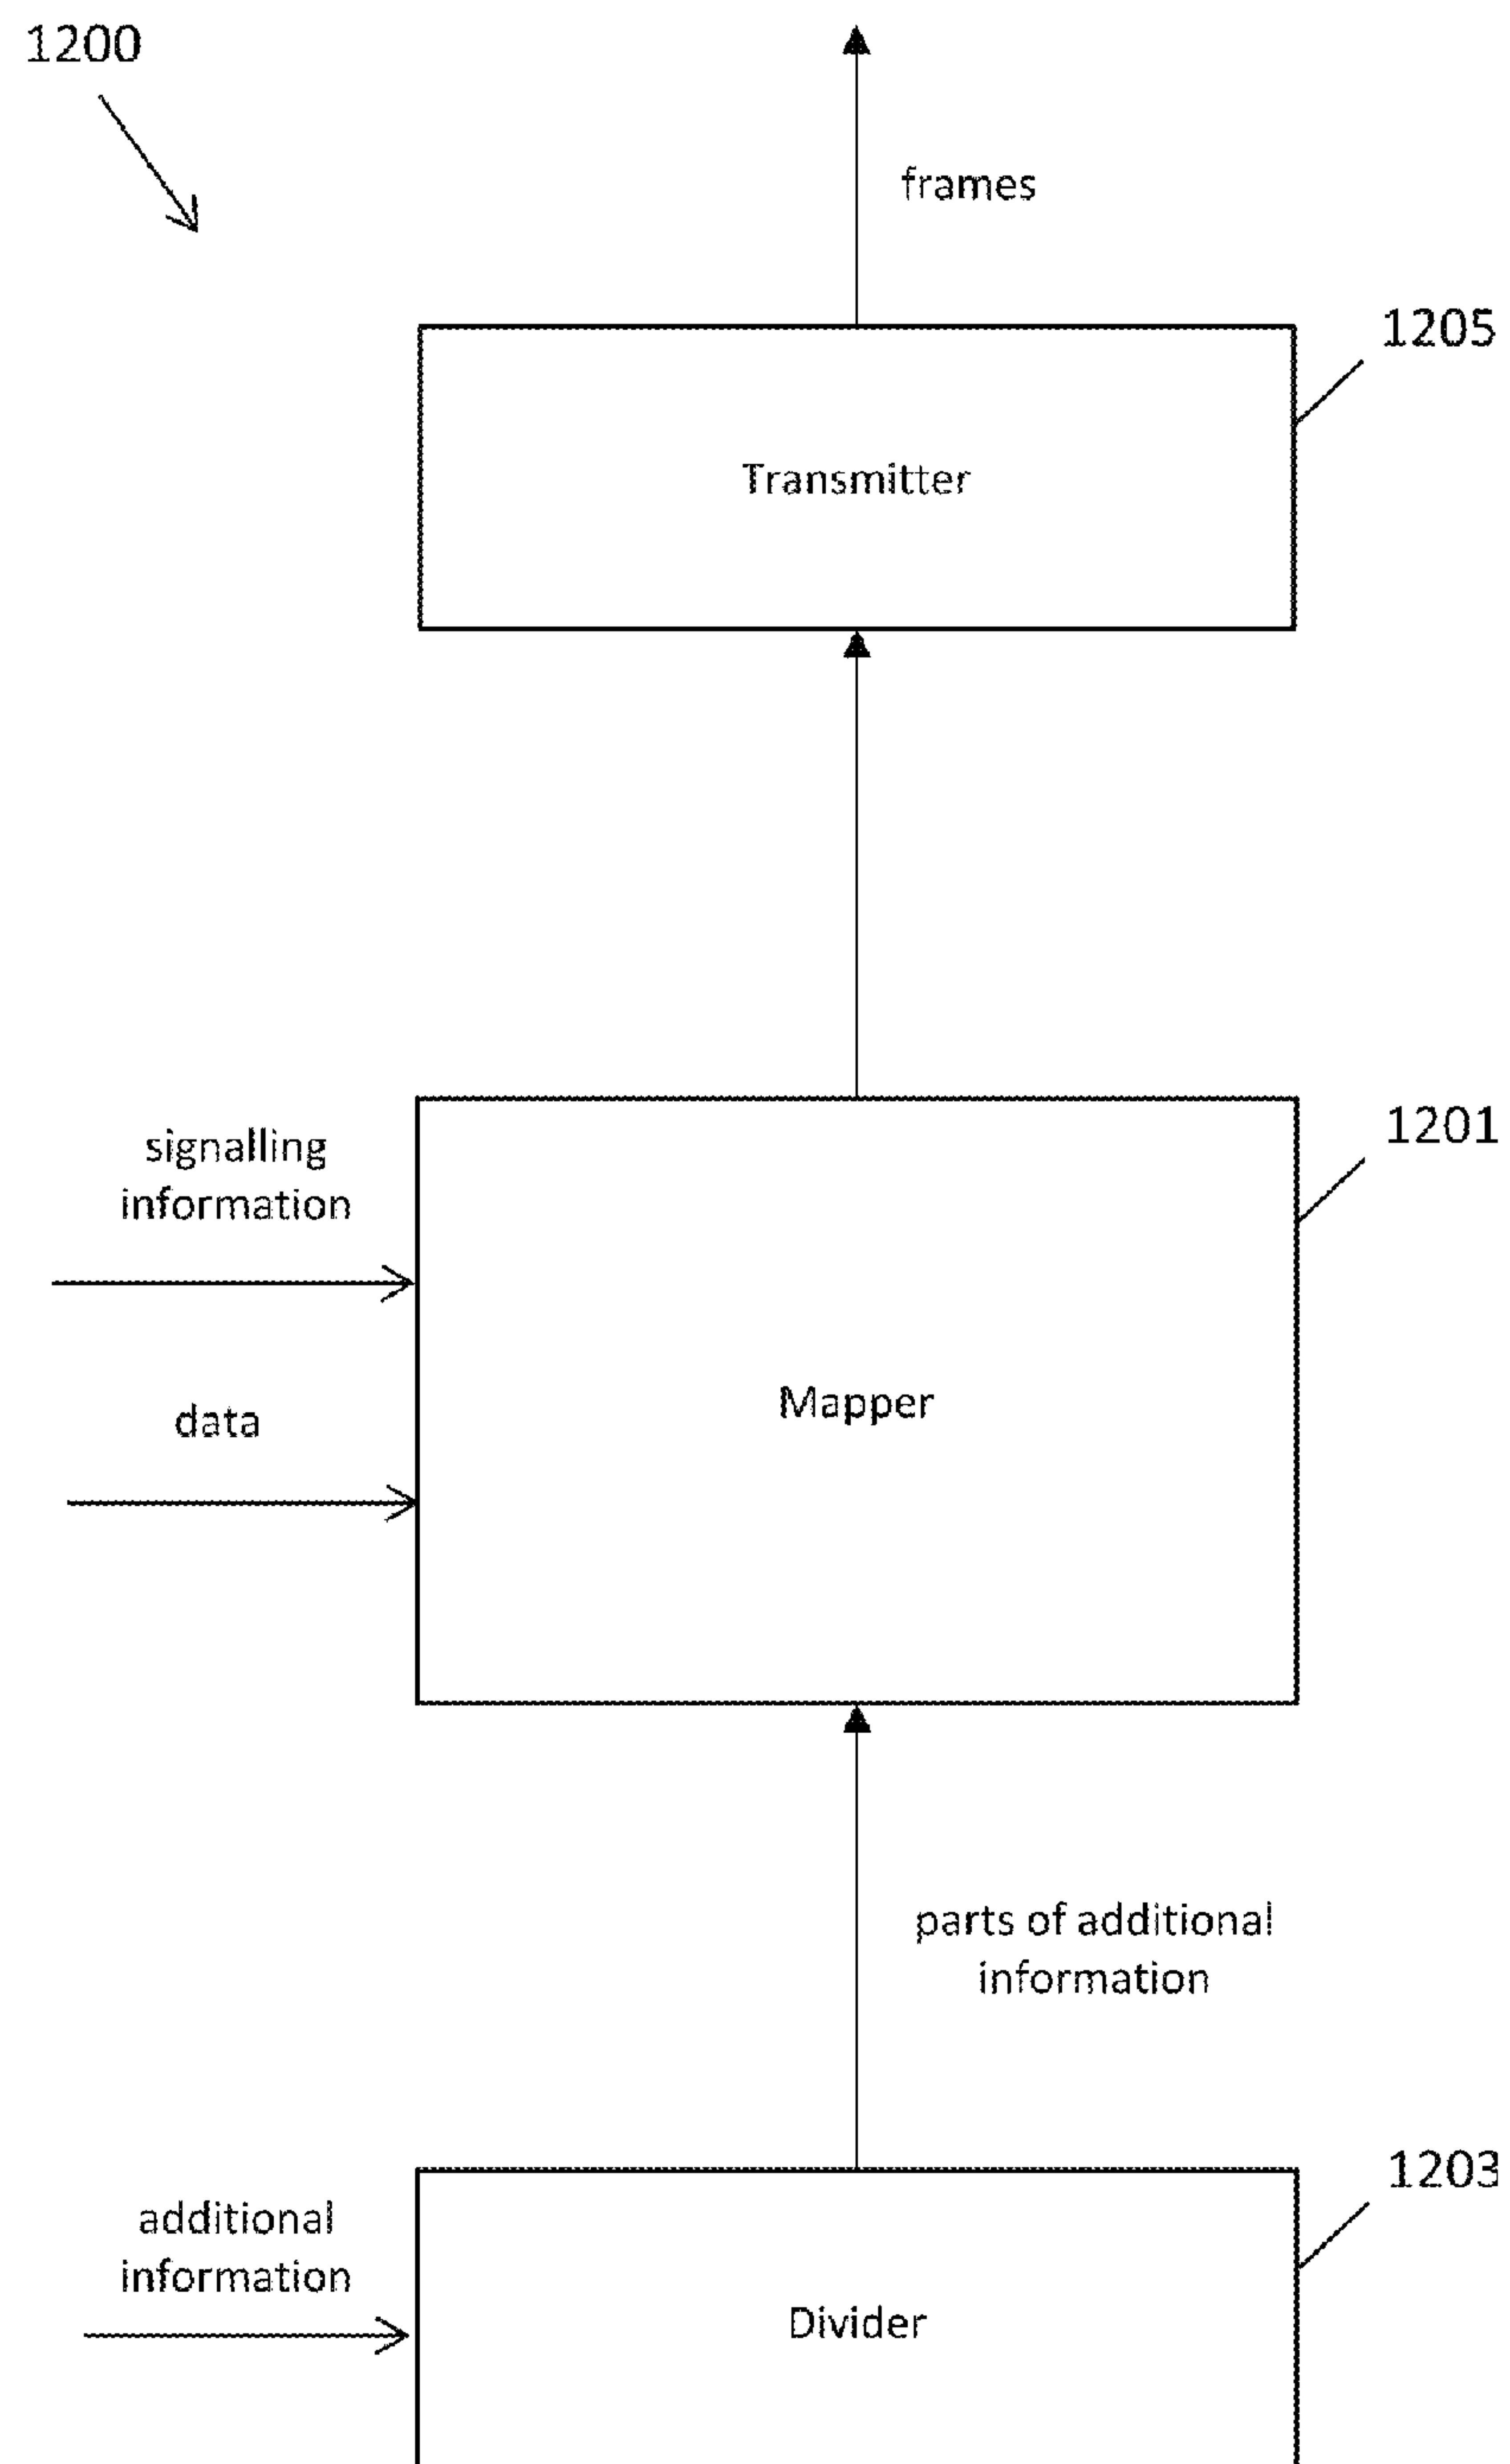 1200
frames
1205
Transmitter
1201
signalling
information
Mapper
data
parts of additional
information
1203
additional
information
Divider